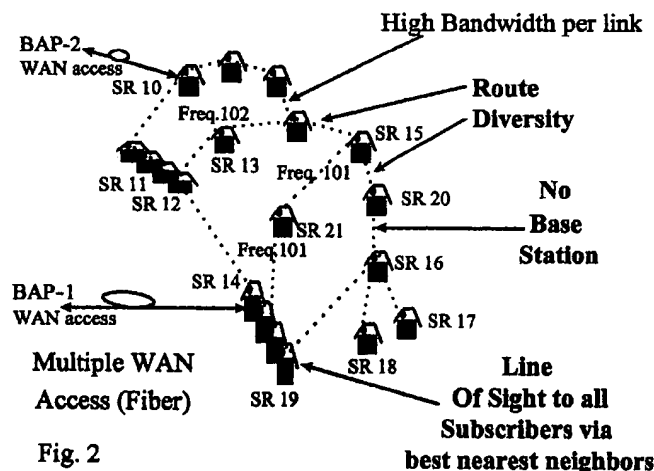 High Bandwidth per link
BAP-2
WAN access
SR 10
Freq.102
Route
Diversity
SR 15
SR 13
Freq.101
SR 11
SR 12
SR 20
No
Base
Station
SR 21
Freq.101
SR 16
SR 14
BAP-1
WAN access
SR 17
SR 18
Multiple WAN
Access (Fiber)
SR 19
Line
Of Sight to all
Subscribers via
best nearest neighbors
Fig. 2